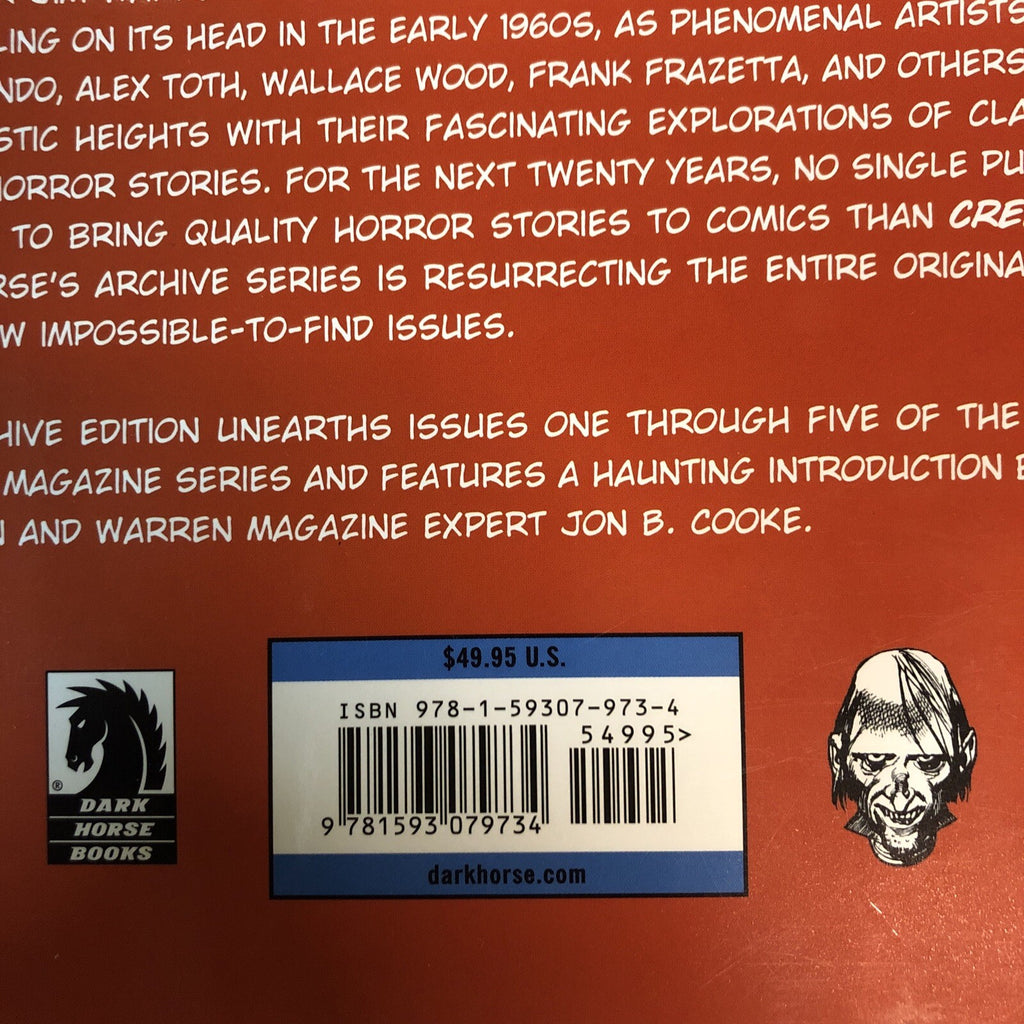 LING ON ITS HEAD IN THE EARLY 1960S, AS PHENOMENAL ARTISTS
NDO, ALEX TOTH, WALLACE WOOD, FRANK FRAZETTA, AND OTHERS
STIC HEIGHTS WITH THEIR FASCINATING EXPLORATIONS OF CLA
HORROR STORIES. FOR THE NEXT TWENTY YEARS, NO SINGLE PU
TO BRING QUALITY HORROR STORIES TO COMICS THAN CRE
RSE'S ARCHIVE SERIES IS RESURRECTING THE ENTIRE ORIGINA
W IMPOSSIBLE-TO-FIND ISSUES.
HIVE EDITION UNEARTHS ISSUES ONE THROUGH FIVE OF THE
MAGAZINE SERIES AND FEATURES A HAUNTING INTRODUCTION B
N AND WARREN MAGAZINE EXPERT JON B. COOKE.
$49.95 U.S.
ISBN 978-1-59307-973-4
54995>
9 781593 079734
darkhorse.com
®
DARK
HORSE
BOOKS